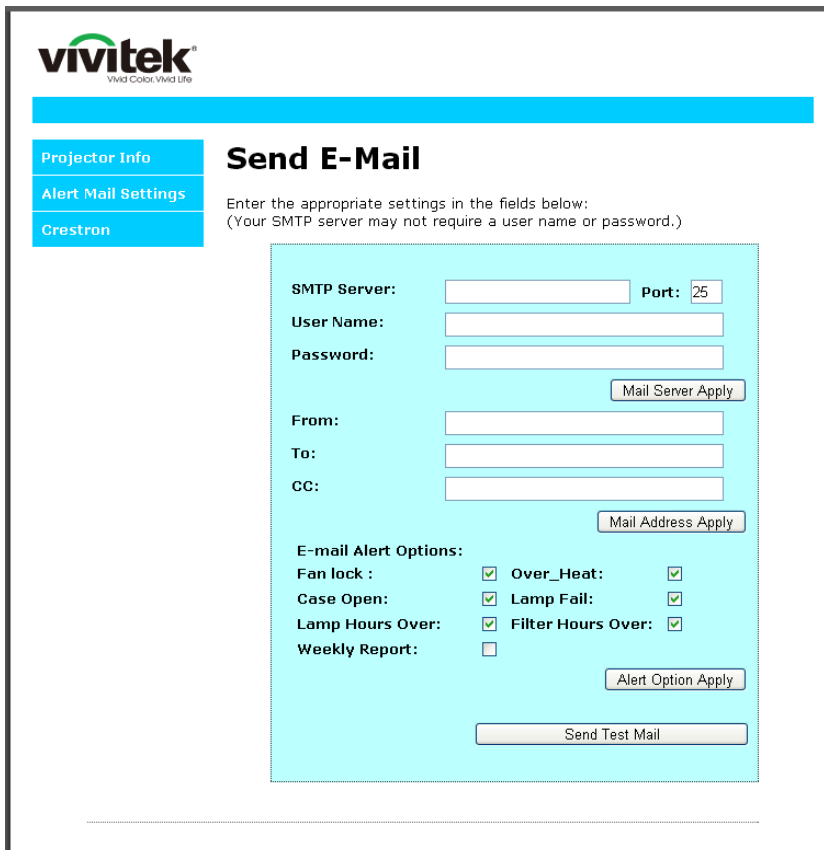 vivitek®
Vivid Color. Vivid Life
Projector Info
Alert Mail Settings
Crestron
Send E-Mail
Enter the appropriate settings in the fields below:
(Your SMTP server may not require a user name or password.)
SMTP Server: Port: 25
User Name:
Password:
Mail Server Apply
From:
To:
CC:
Mail Address Apply
E-mail Alert Options:
Fan lock : Over_Heat:
Case Open: Lamp Fail:
Lamp Hours Over: Filter Hours Over:
Weekly Report:
Alert Option Apply
Send Test Mail